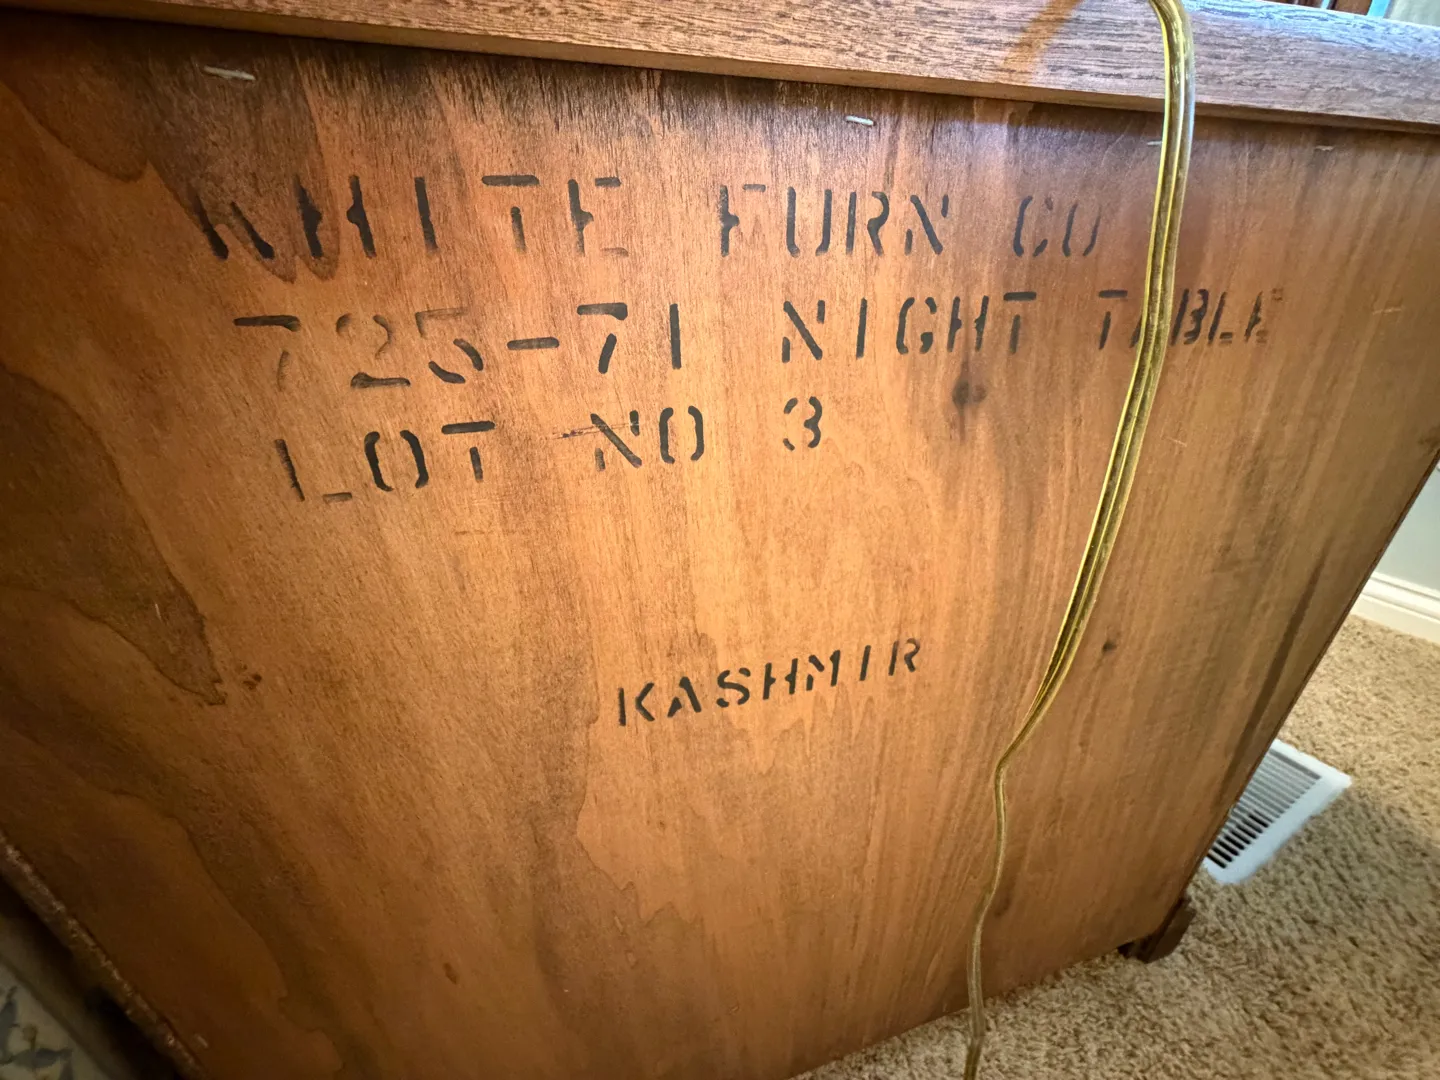 WHITE FURN CO
725-71 NIGHT TABLE
LOT NO 3
KASHMIR